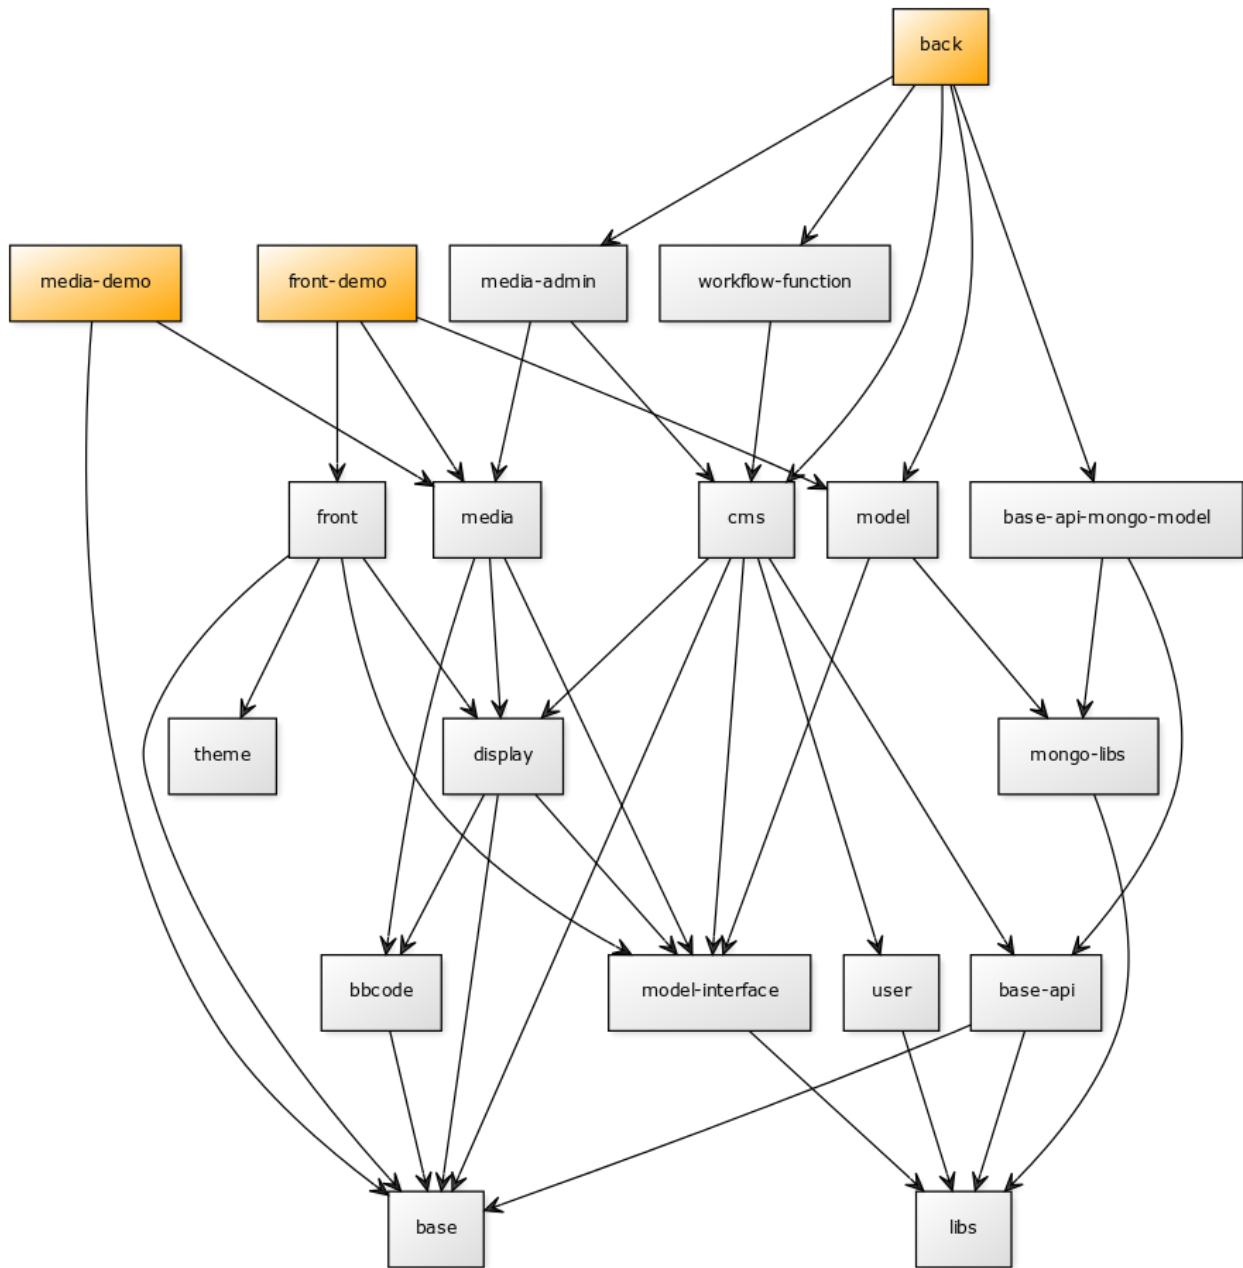 back
media-demo
front-demo
media-admin
workflow-function
front
media
cms
model
base-api-mongo-model
theme
display
mongo-libs
bbcode
model-interface
user
base-api
base
libs